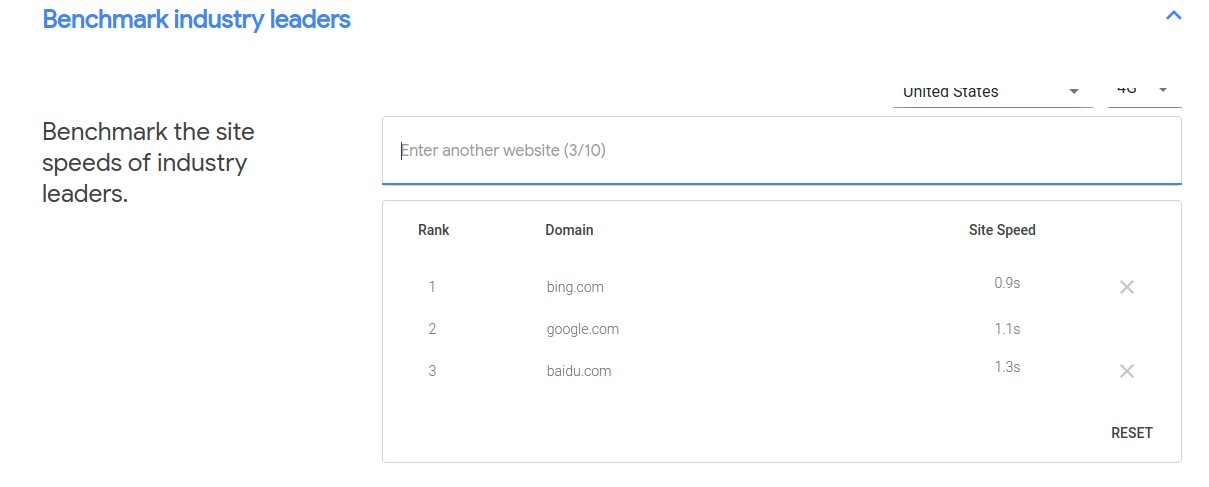 Benchmark industry leaders
United States 4G
Benchmark the site
speeds of industry
leaders.
Enter another website (3/10)
Rank Domain Site Speed
1 bing.com 0.9s
2 google.com 1.1s
3 baidu.com 1.3s
RESET